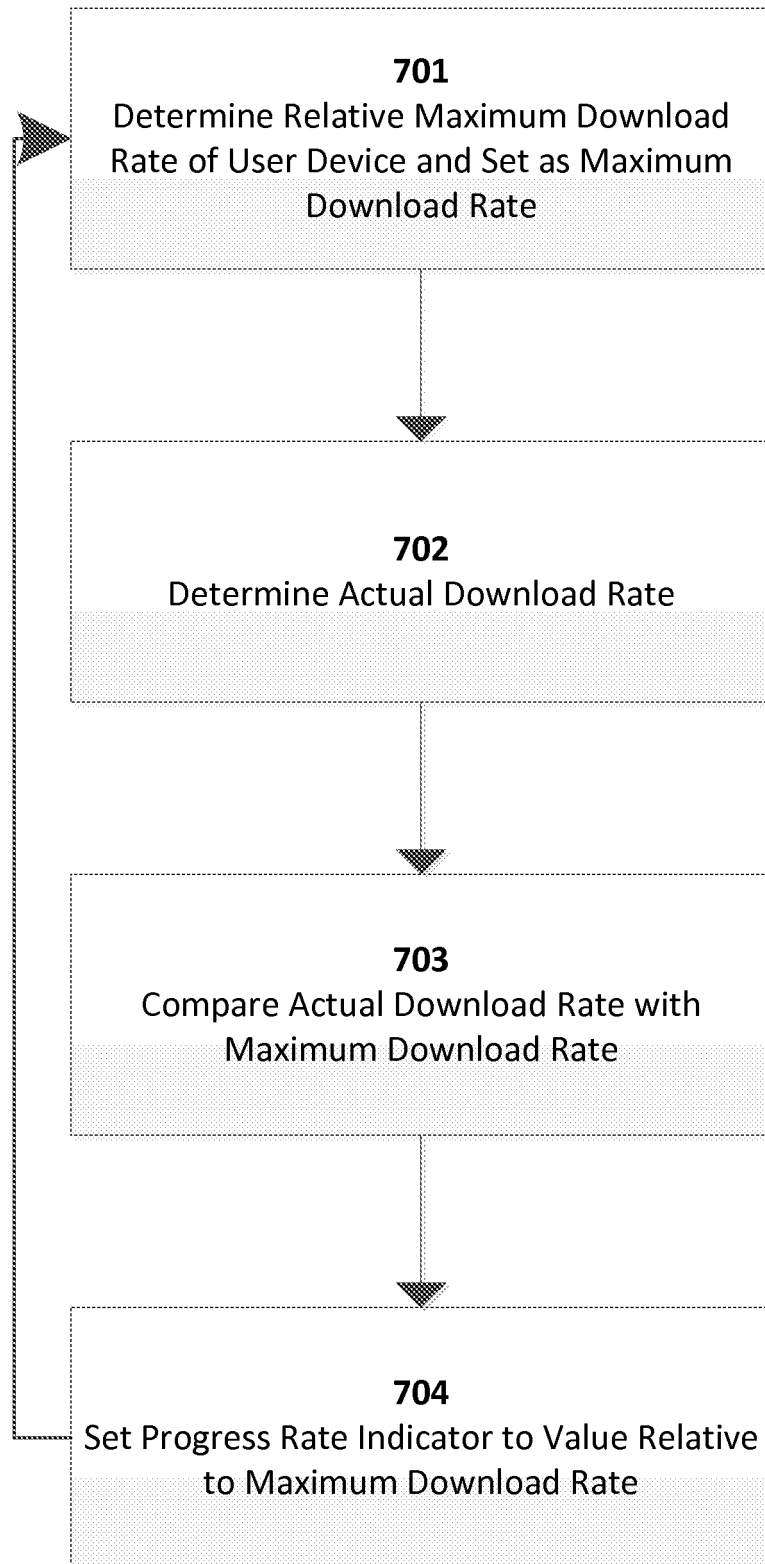 701
Determine Relative Maximum Download
Rate of User Device and Set as Maximum
Download Rate
702
Determine Actual Download Rate
703
Compare Actual Download Rate with
Maximum Download Rate
704
Set Progress Rate Indicator to Value Relative
to Maximum Download Rate